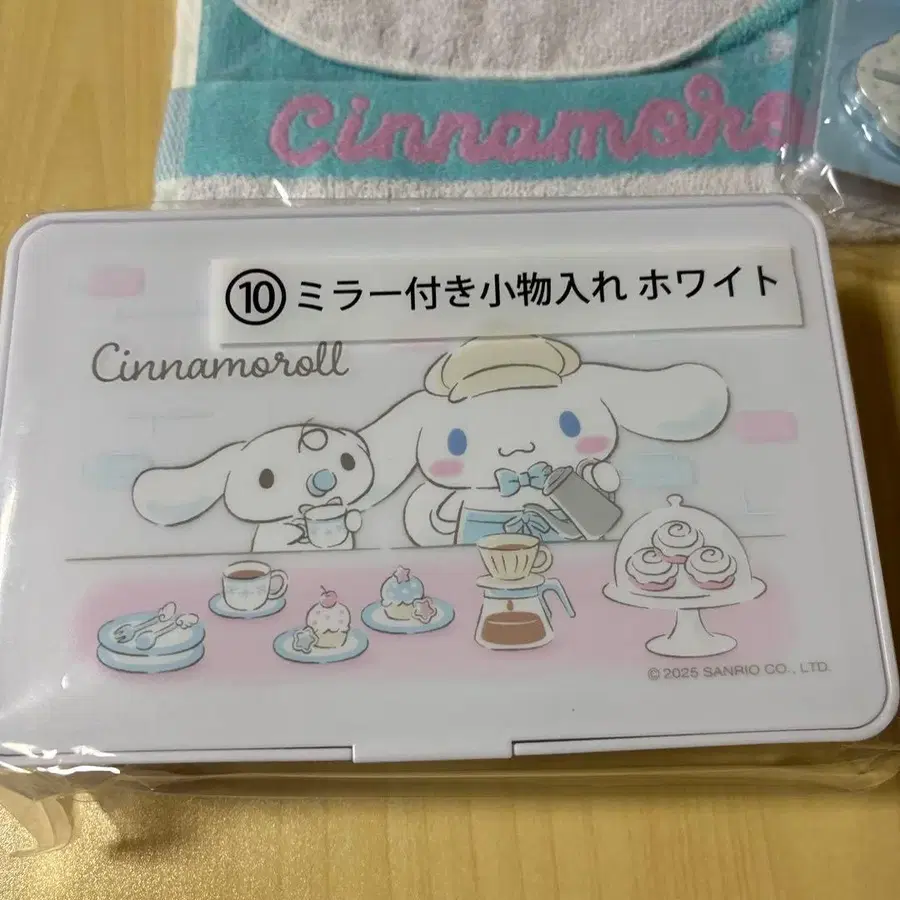 Cinnamoro
⑩ミラー付き小物入れ ホワイト
Cinnamoroll
© 2025 SANRIO CO., LTD.